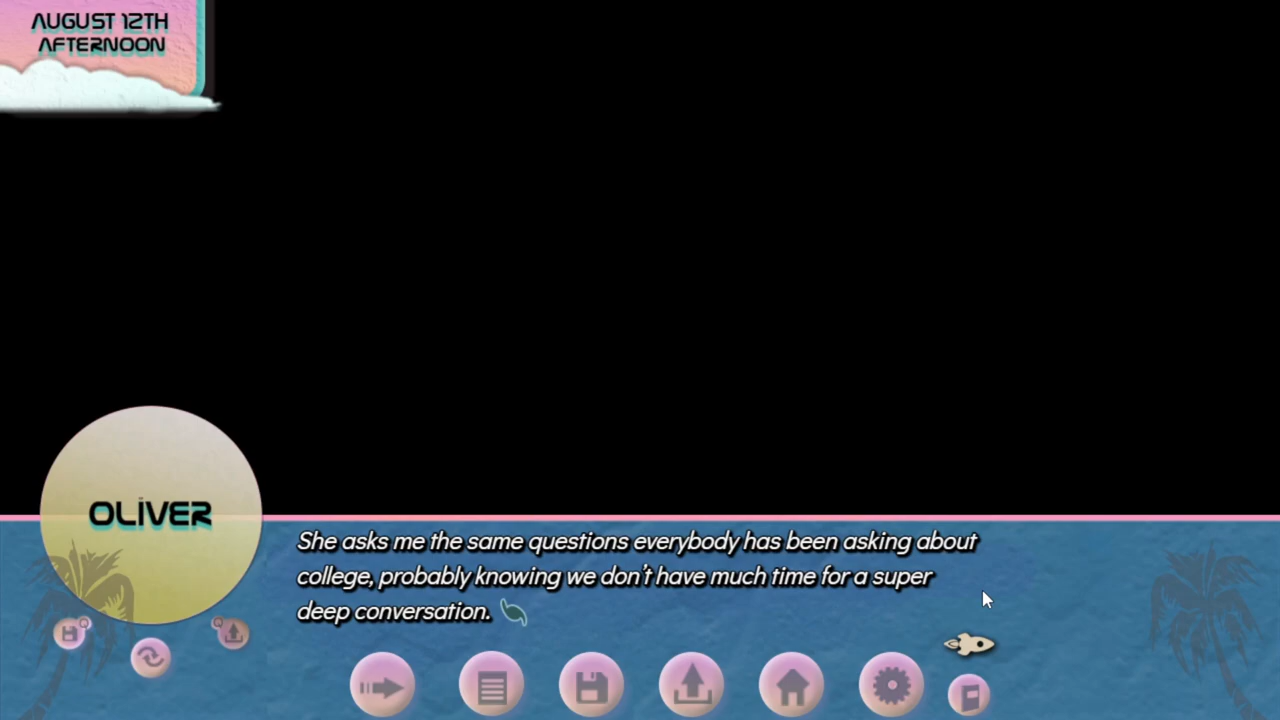 AUGUST 12TH
AFTERNOON
OLIVER
She asks me the same questions everybody has been asking about
college, probably knowing we don't have much time for a super
deep conversation.